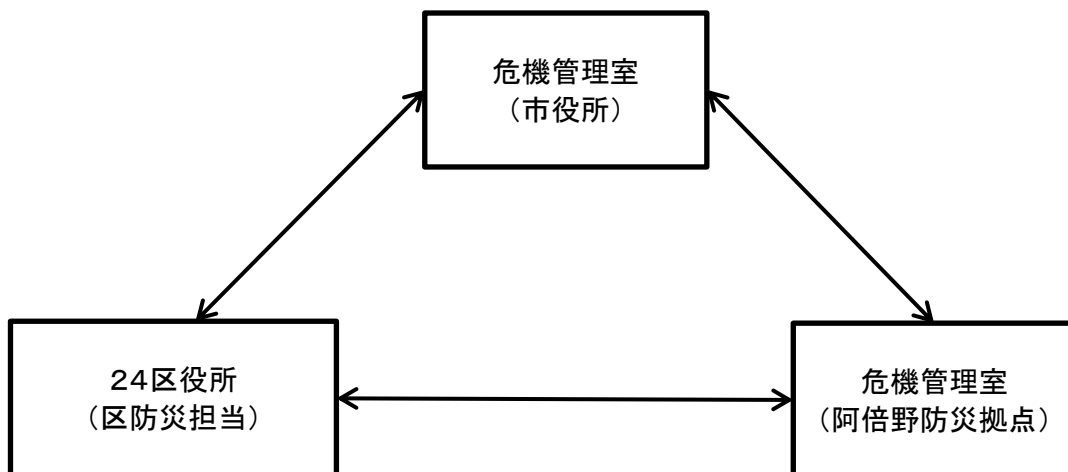 危機管理室
（市役所）
２４区役所
（区防災担当）
危機管理室
（阿倍野防災拠点）